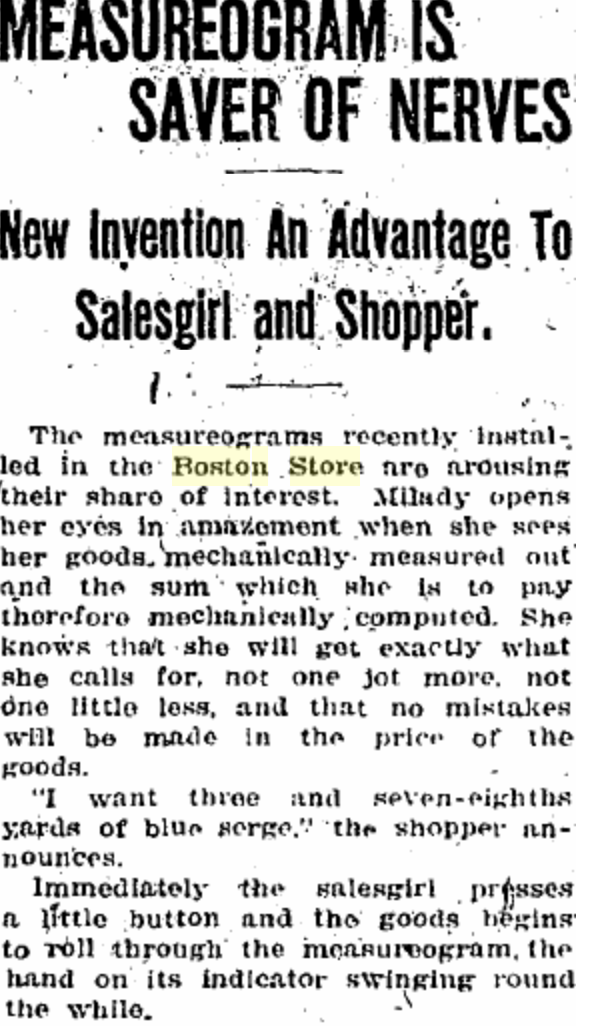 MEASUREOGRAM IS
SAVER OF NERVES
New Invention An Advantage To
Salesgirl and Shopper.
The measureograms recently instal-
led in the Boston Store are arousing
their share of interest. Milady opens
her eyes in amazement when she sees
her goods mechanically measured out
and the sum which she is to pay
therefore mechanically computed. She
knows that she will get exactly what
she calls for, not one jot more, not
one little less, and that no mistakes
will be made in the price of the
goods.
"I want three and seven-eighths
yards of blue serge," the shopper an-
nounces.
Immediately the salesgirl presses
a little button and the goods begins
to roll through the measureogram, the
hand on its indicator swinging round
the while.